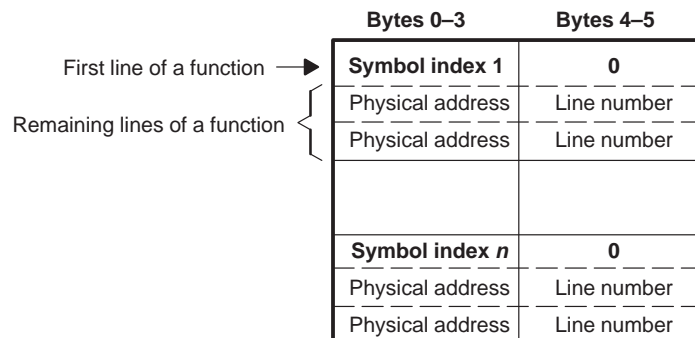 Bytes 0–3 Bytes 4–5
First line of a function Symbol index 1 0
Physical address Line number
Remaining lines of a function
Physical address Line number
Symbol index n 0
Physical address Line number
Physical address Line number